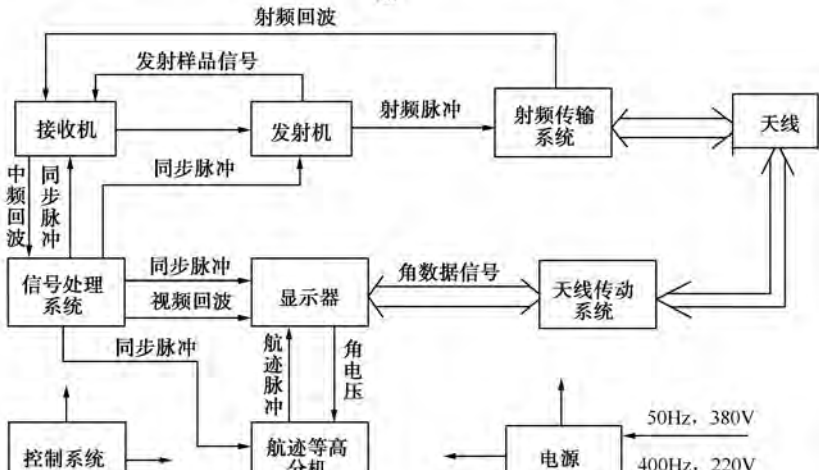 射频回波
发射样品信号
接收机
发射机
射频脉冲
射频传输
系统
天线
中频回波
同步脉冲
同步脉冲
信号处理
系统
同步脉冲
视频回波
显示器
角数据信号
天线传动
系统
同步脉冲
航迹脉冲
角电压
控制系统
航迹等高
分机
电源
50Hz，380V
400Hz，220V